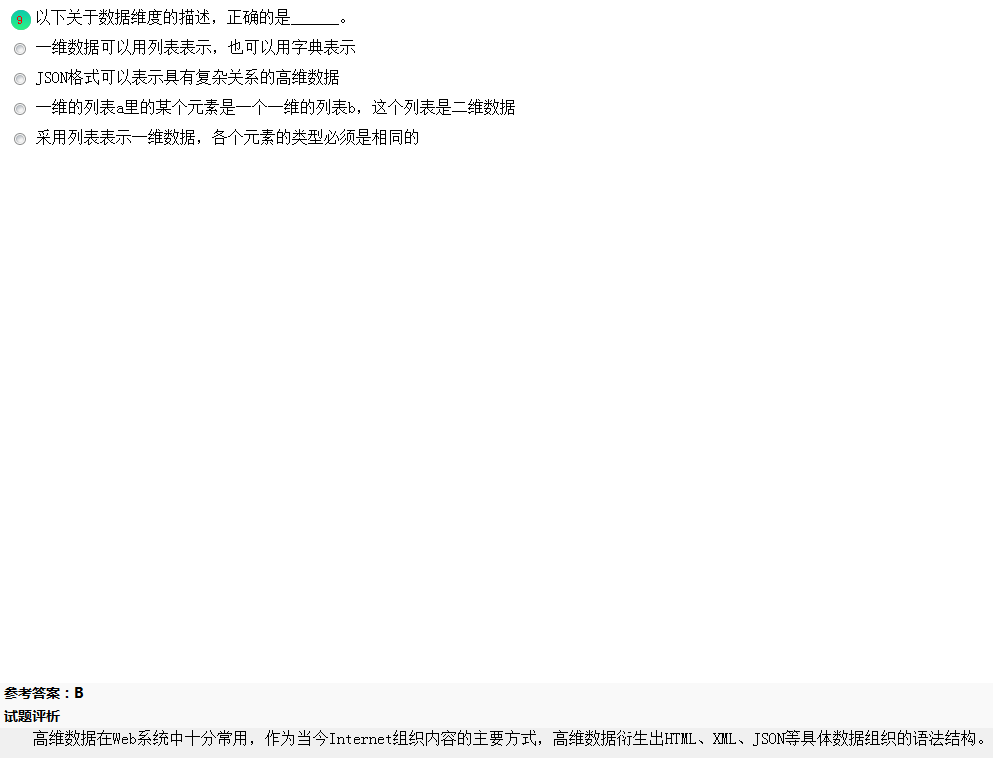 9 以下关于数据维度的描述，正确的是______。
一维数据可以用列表表示，也可以用字典表示
JSON格式可以表示具有复杂关系的高维数据
一维的列表a里的某个元素是一个一维的列表b，这个列表是二维数据
采用列表表示一维数据，各个元素的类型必须是相同的
参考答案：B
试题评析
高维数据在Web系统中十分常用，作为当今Internet组织内容的主要方式，高维数据衍生出HTML、XML、JSON等具体数据组织的语法结构。